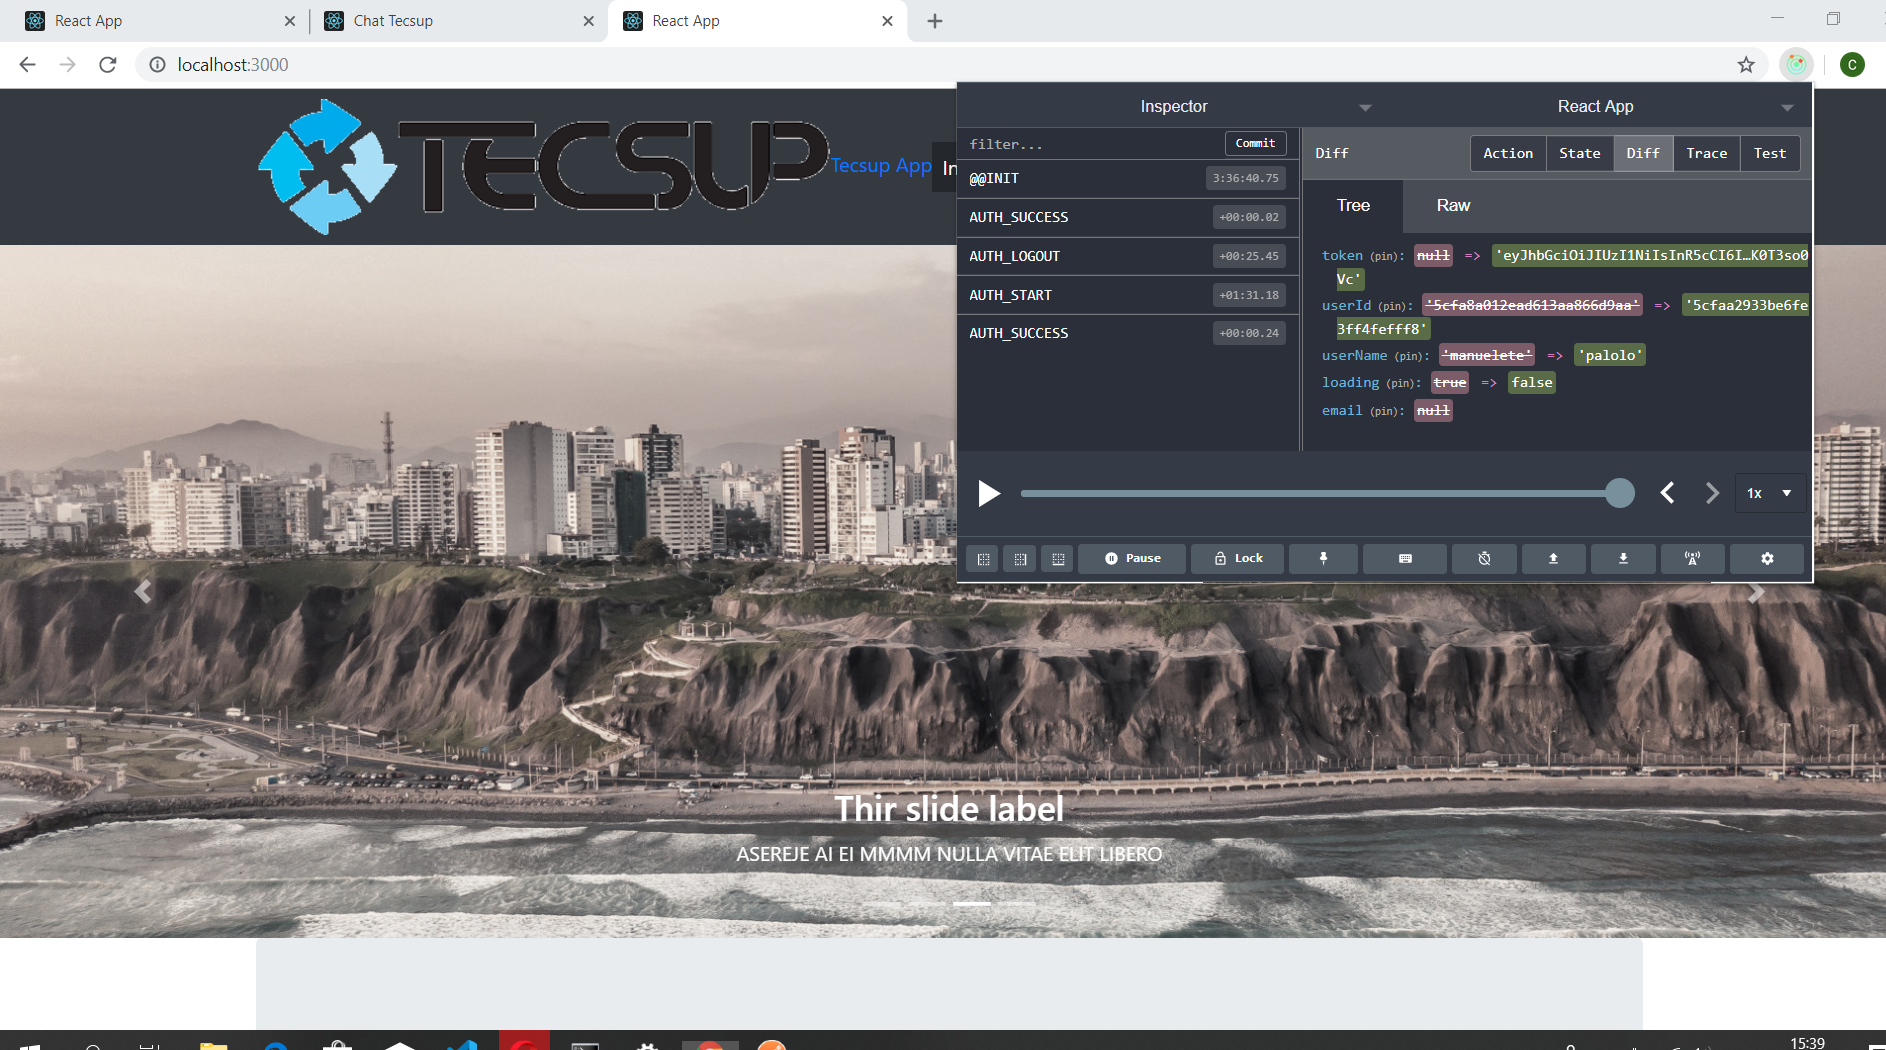 React App
Chat Tecsup
React App
localhost:3000
C
TECSUP
Tecsup App
In
Inspector
React App
filter...
Commit
@@INIT
3:36:40.75
AUTH_SUCCESS
+00:00.02
AUTH_LOGOUT
+00:25.45
AUTH_START
+01:31.18
AUTH_SUCCESS
+00:00.24
Diff
Action
State
Diff
Trace
Test
Tree
Raw
token (pin): null => 'eyJhbGciOiJIUzI1NiIsInR5cCI6I…K0T3so0
Vc'
userId (pin): '5cfa8a012ead613aa866d9aa' => '5cfaa2933be6fe
3ff4fefff8'
userName (pin): 'manuelete' => 'palolo'
loading (pin): true => false
email (pin): null
1x
Pause
Lock
Thir slide label
ASEREJE AI EI MMMM NULLA VITAE ELIT LIBERO
15:39